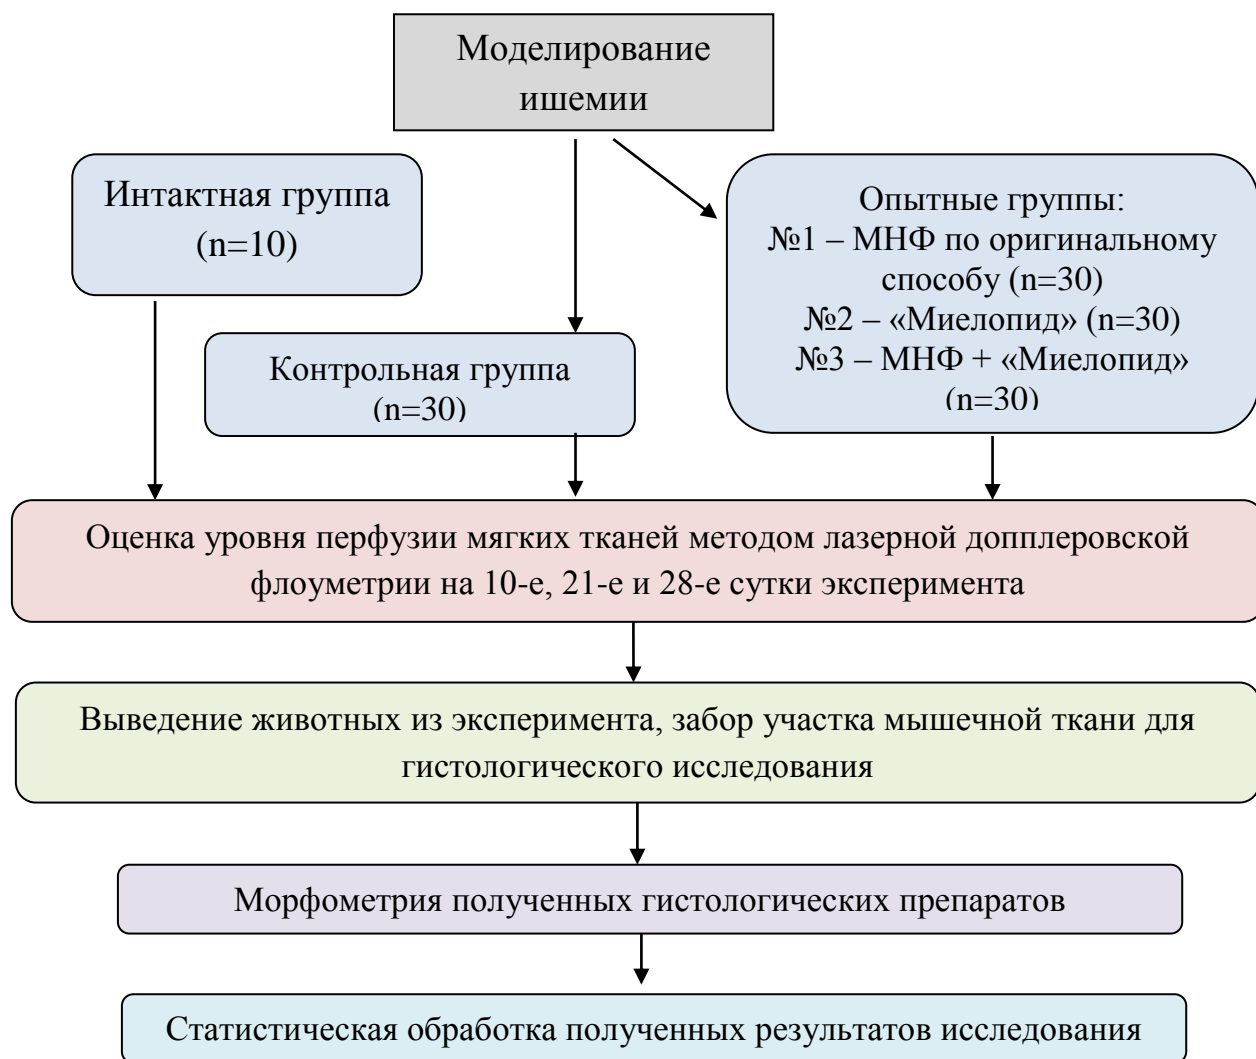 Моделирование
ишемии
Интактная группа
(n=10)
Опытные группы:
№1 – МНФ по оригинальному
способу (n=30)
№2 – «Миелопид» (n=30)
№3 – МНФ + «Миелопид»
(n=30)
Контрольная группа
(n=30)
Оценка уровня перфузии мягких тканей методом лазерной допплеровской
флоуметрии на 10-е, 21-е и 28-е сутки эксперимента
Выведение животных из эксперимента, забор участка мышечной ткани для
гистологического исследования
Морфометрия полученных гистологических препаратов
Статистическая обработка полученных результатов исследования